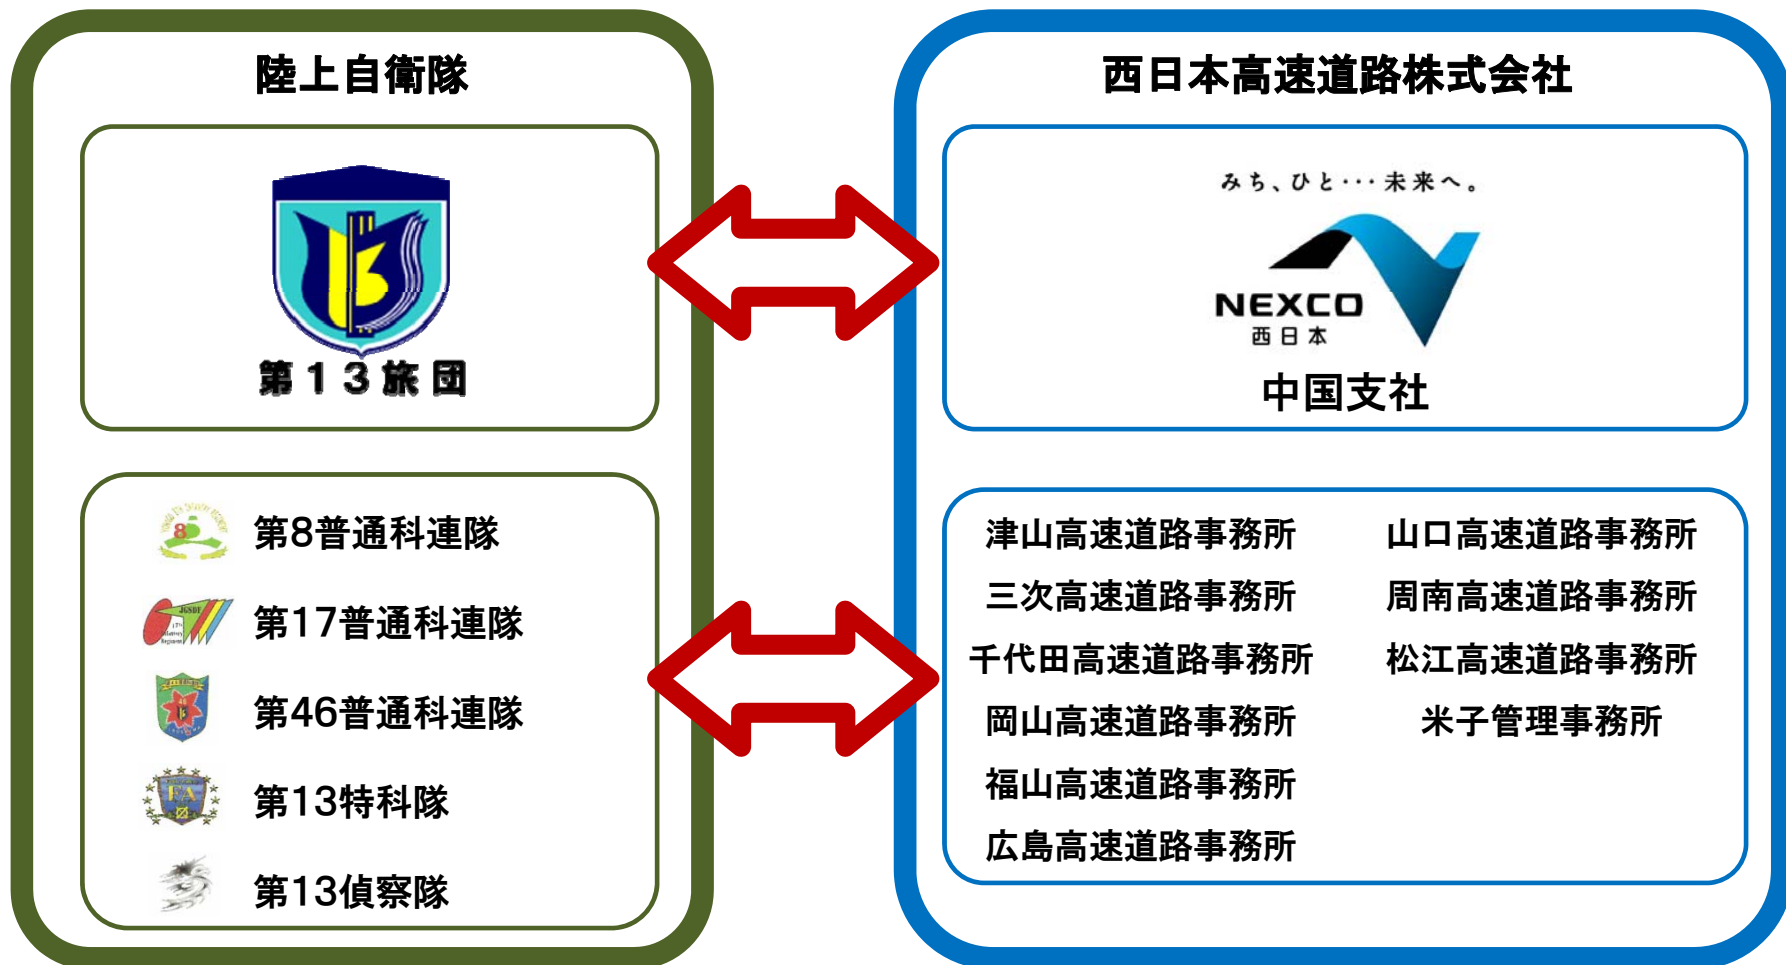 陸上自衛隊
第13旅団
第8普通科連隊
第17普通科連隊
第46普通科連隊
第13特科隊
第13偵察隊
西日本高速道路株式会社
みち、ひと・・・未来へ。
NEXCO
西日本
中国支社
津山高速道路事務所
三次高速道路事務所
千代田高速道路事務所
岡山高速道路事務所
福山高速道路事務所
広島高速道路事務所
山口高速道路事務所
周南高速道路事務所
松江高速道路事務所
米子管理事務所
8
JGSDF
17th
Infantry
Regiment
FA